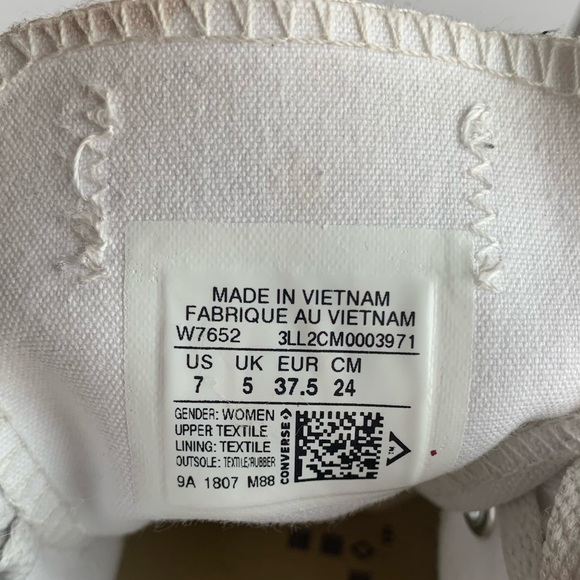 MADE IN VIETNAM
FABRIQUE AU VIETNAM
W7652 3LL2CM0003971
US UK EUR CM
7 5 37.5 24
GENDER: WOMEN
UPPER TEXTILE
LINING: TEXTILE
OUTSOLE: TEXTILE/RUBBER
9A 1807 M88
CONVERSE
TM